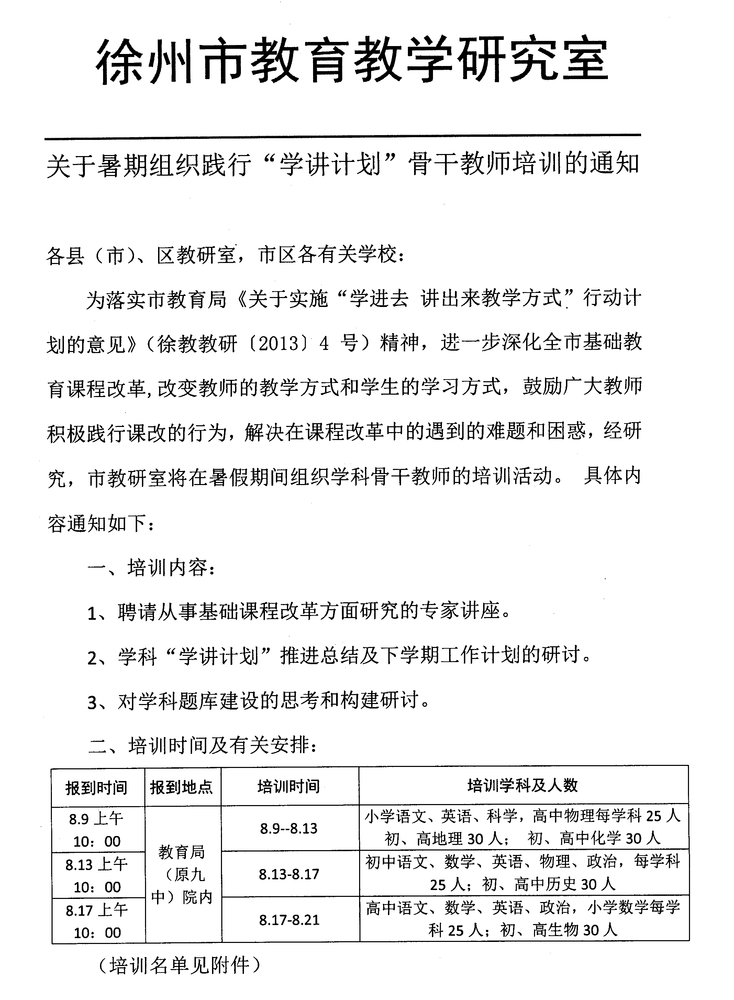 徐州市教育教学研究室
关于暑期组织践行“学讲计划”骨干教师培训的通知
各县（市）、区教研室，市区各有关学校：
为落实市教育局《关于实施“学进去 讲出来教学方式”行动计
划的意见》（徐教教研〔2013〕4 号）精神，进一步深化全市基础教
育课程改革,改变教师的教学方式和学生的学习方式，鼓励广大教师
积极践行课改的行为，解决在课程改革中的遇到的难题和困惑，经研
究，市教研室将在暑假期间组织学科骨干教师的培训活动。 具体内
容通知如下：
一、培训内容：
1、聘请从事基础课程改革方面研究的专家讲座。
2、学科“学讲计划”推进总结及下学期工作计划的研讨。
3、对学科题库建设的思考和构建研讨。
二、培训时间及有关安排：
报到时间 报到地点 培训时间 培训学科及人数
8.9 上午
10：00
教育局
（原九
中）院内
8.9--8.13
小学语文、英语、科学，高中物理每学科 25 人
初、高地理 30 人； 初、高中化学 30 人
8.13 上午
10：00
8.13-8.17
初中语文、数学、英语、物理、政治，每学科
25 人；初、高中历史 30 人
8.17 上午
10：00
8.17-8.21
高中语文、数学、英语、政治，小学数学每学
科 25 人；初、高生物 30 人
（培训名单见附件）